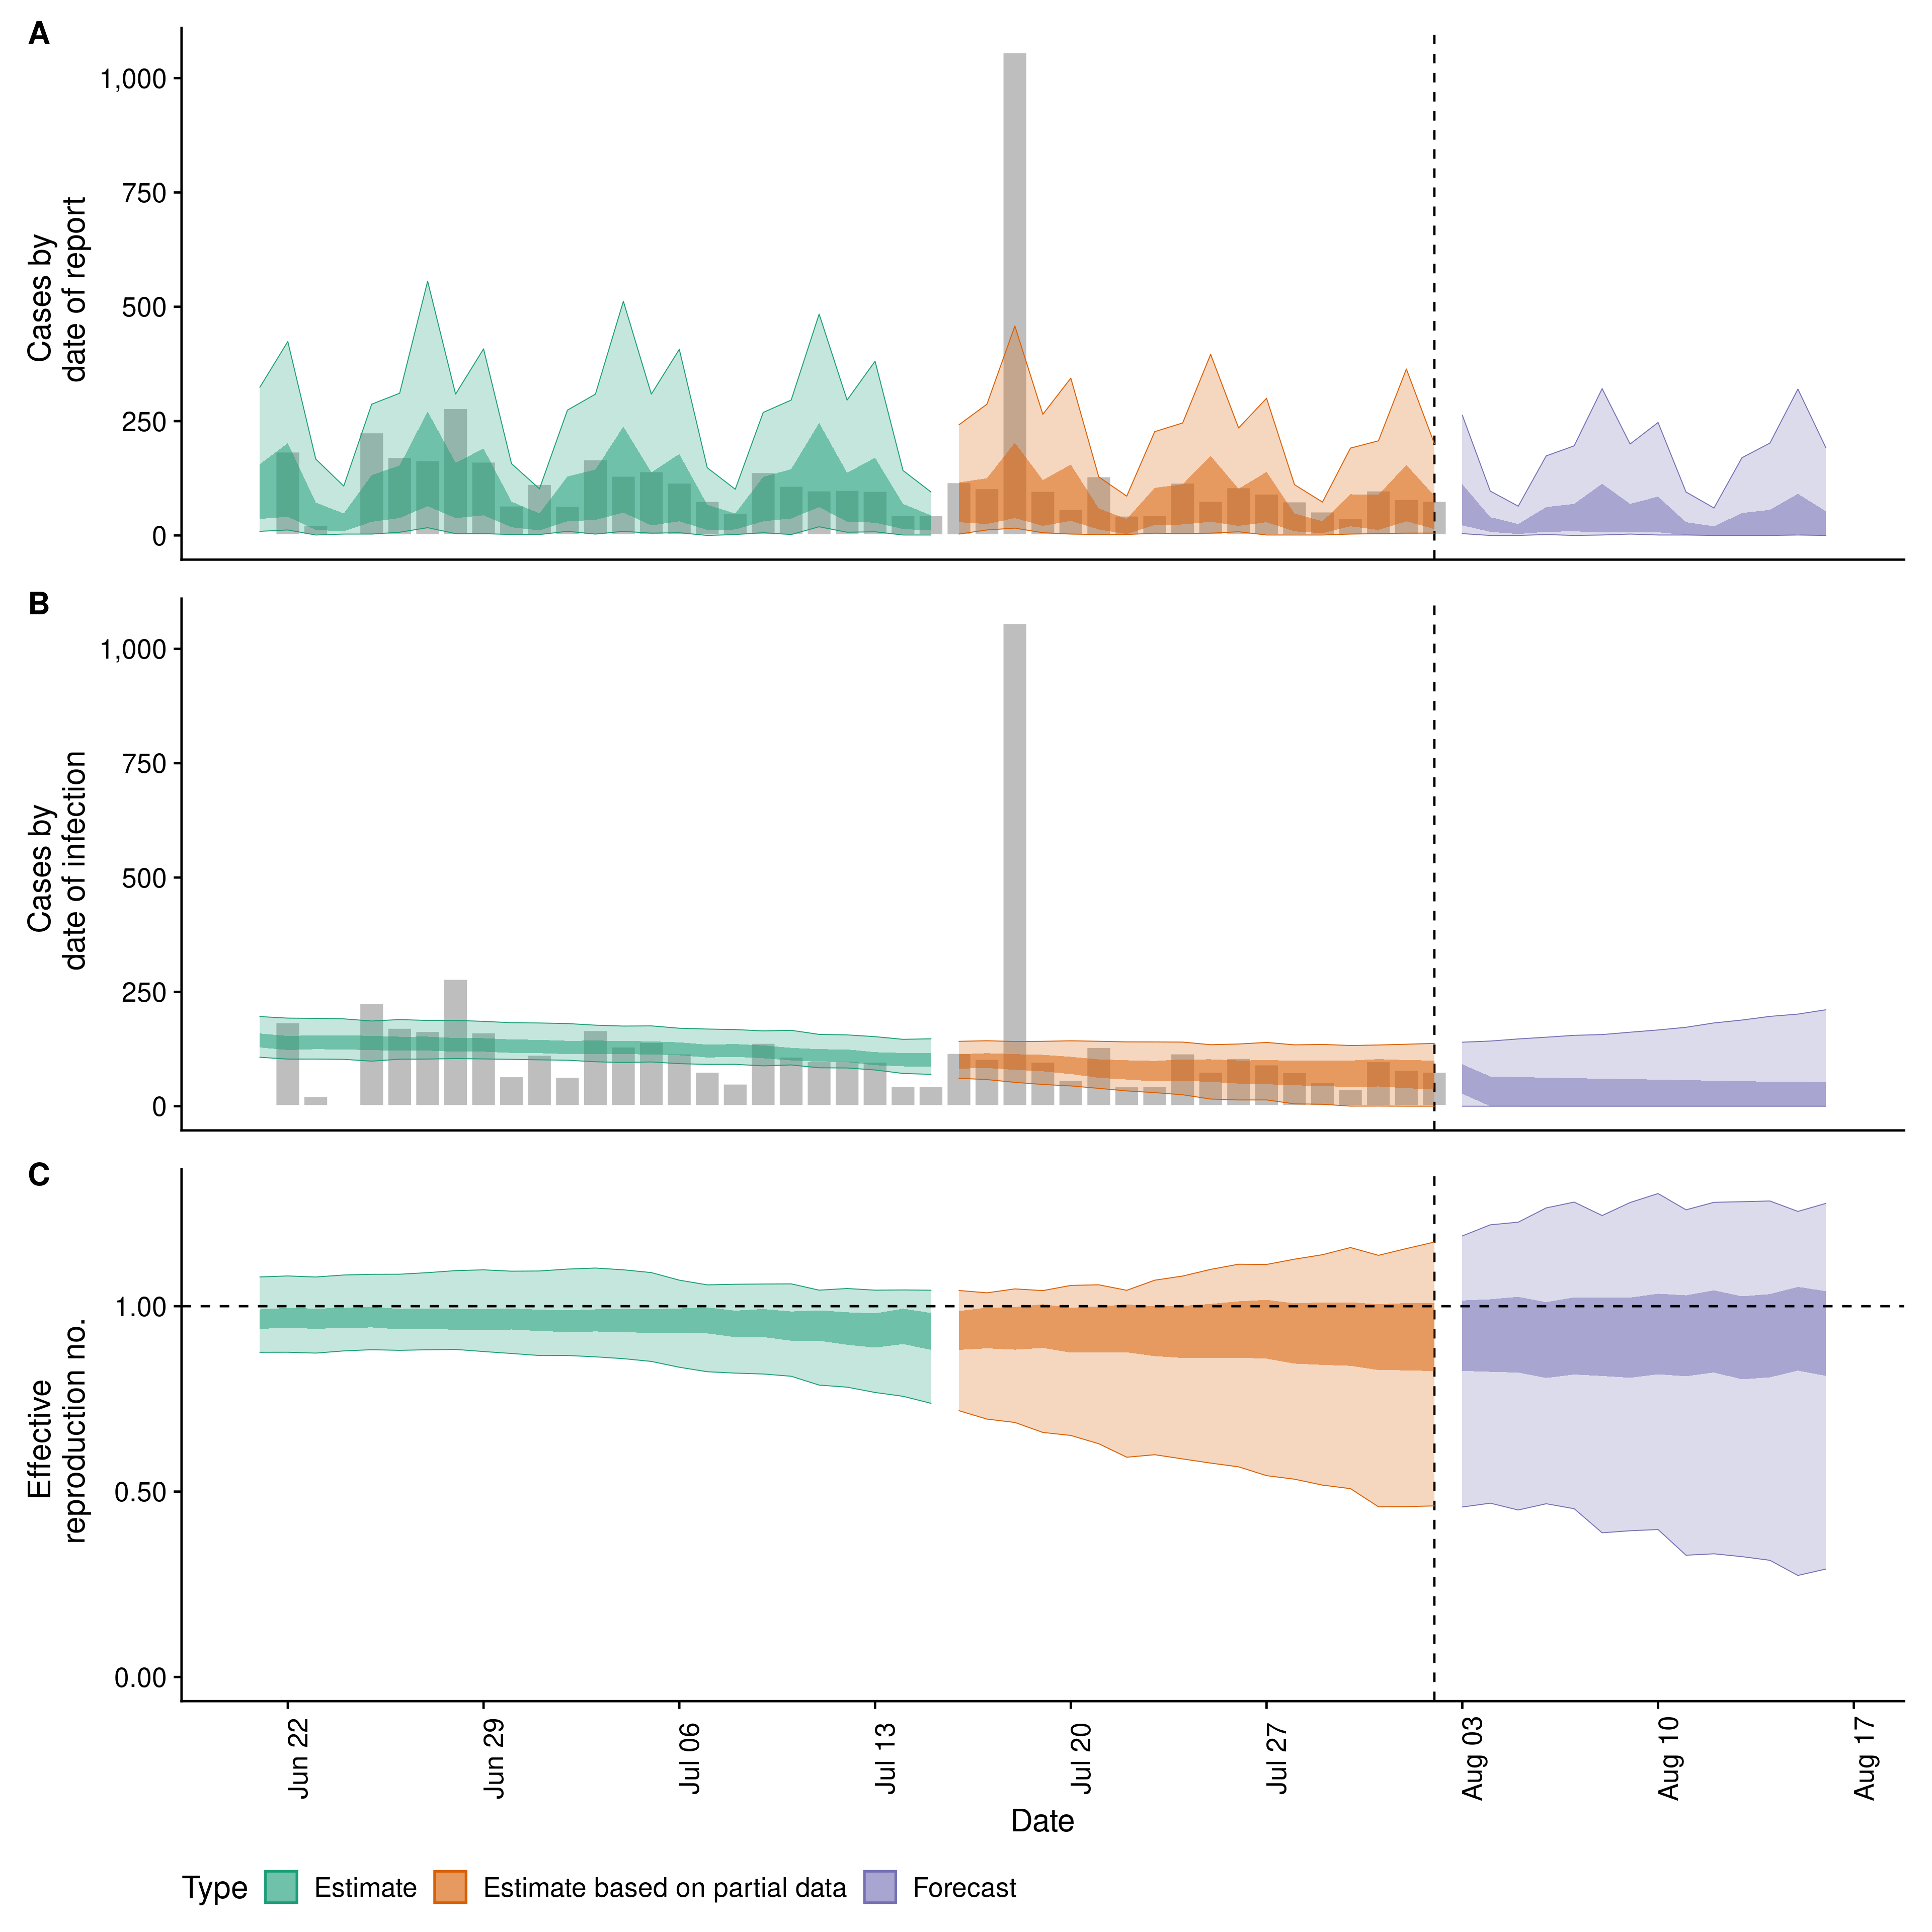 A
1,000
750
500
250
0
Cases by
date of report
B
1,000
750
500
250
0
Cases by
date of infection
C
1.00
0.50
0.00
Effective
reproduction no.
Jun 22
Jun 29
Jul 06
Jul 13
Jul 20
Jul 27
Aug 03
Aug 10
Aug 17
Date
Type Estimate Estimate based on partial data Forecast